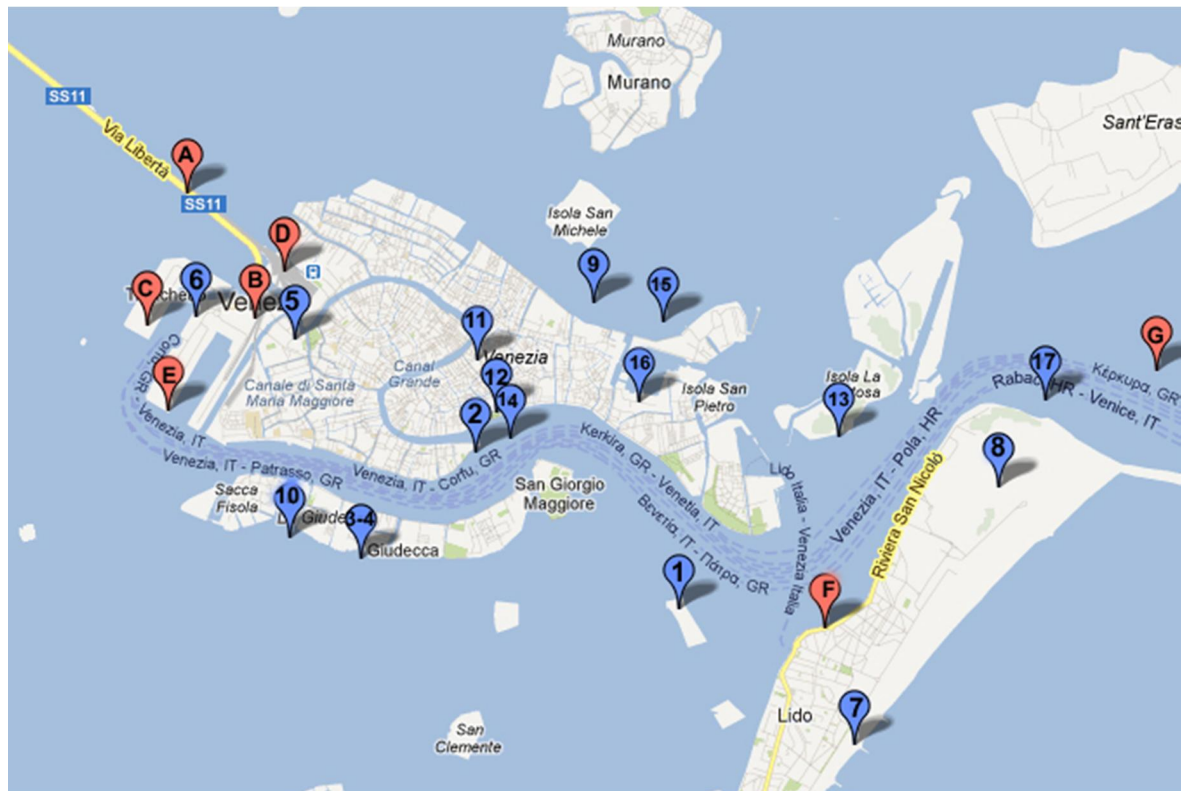 Murano
Murano
SS11
Via Libertà
Sant'Eras
A
SS11
Isola San
Michele
D
9
15
6
B
C
5
Venezia
11
16
17
G
E
Canal
Grande
Canale di Santa
Maria Maggiore
12
14
2
Isola San
Pietro
Isola La
13
8
Rabac, HR - Venice, IT
Κέρκυρα, GR
Corfu, GR - Venezia, IT
Venezia, IT - Patrasso, GR
Venezia, IT - Corfu, GR
Kerkira, GR - Venetia, IT
Βενετία, IT - Πάτρα, GR
Lido Italia - Venezia Italia
Venezia, IT - Pola, HR
Riviera San Nicolò
Sacca
Fisola
10
3-4
Giudecca
San Giorgio
Maggiore
1
F
7
Lido
San
Clemente